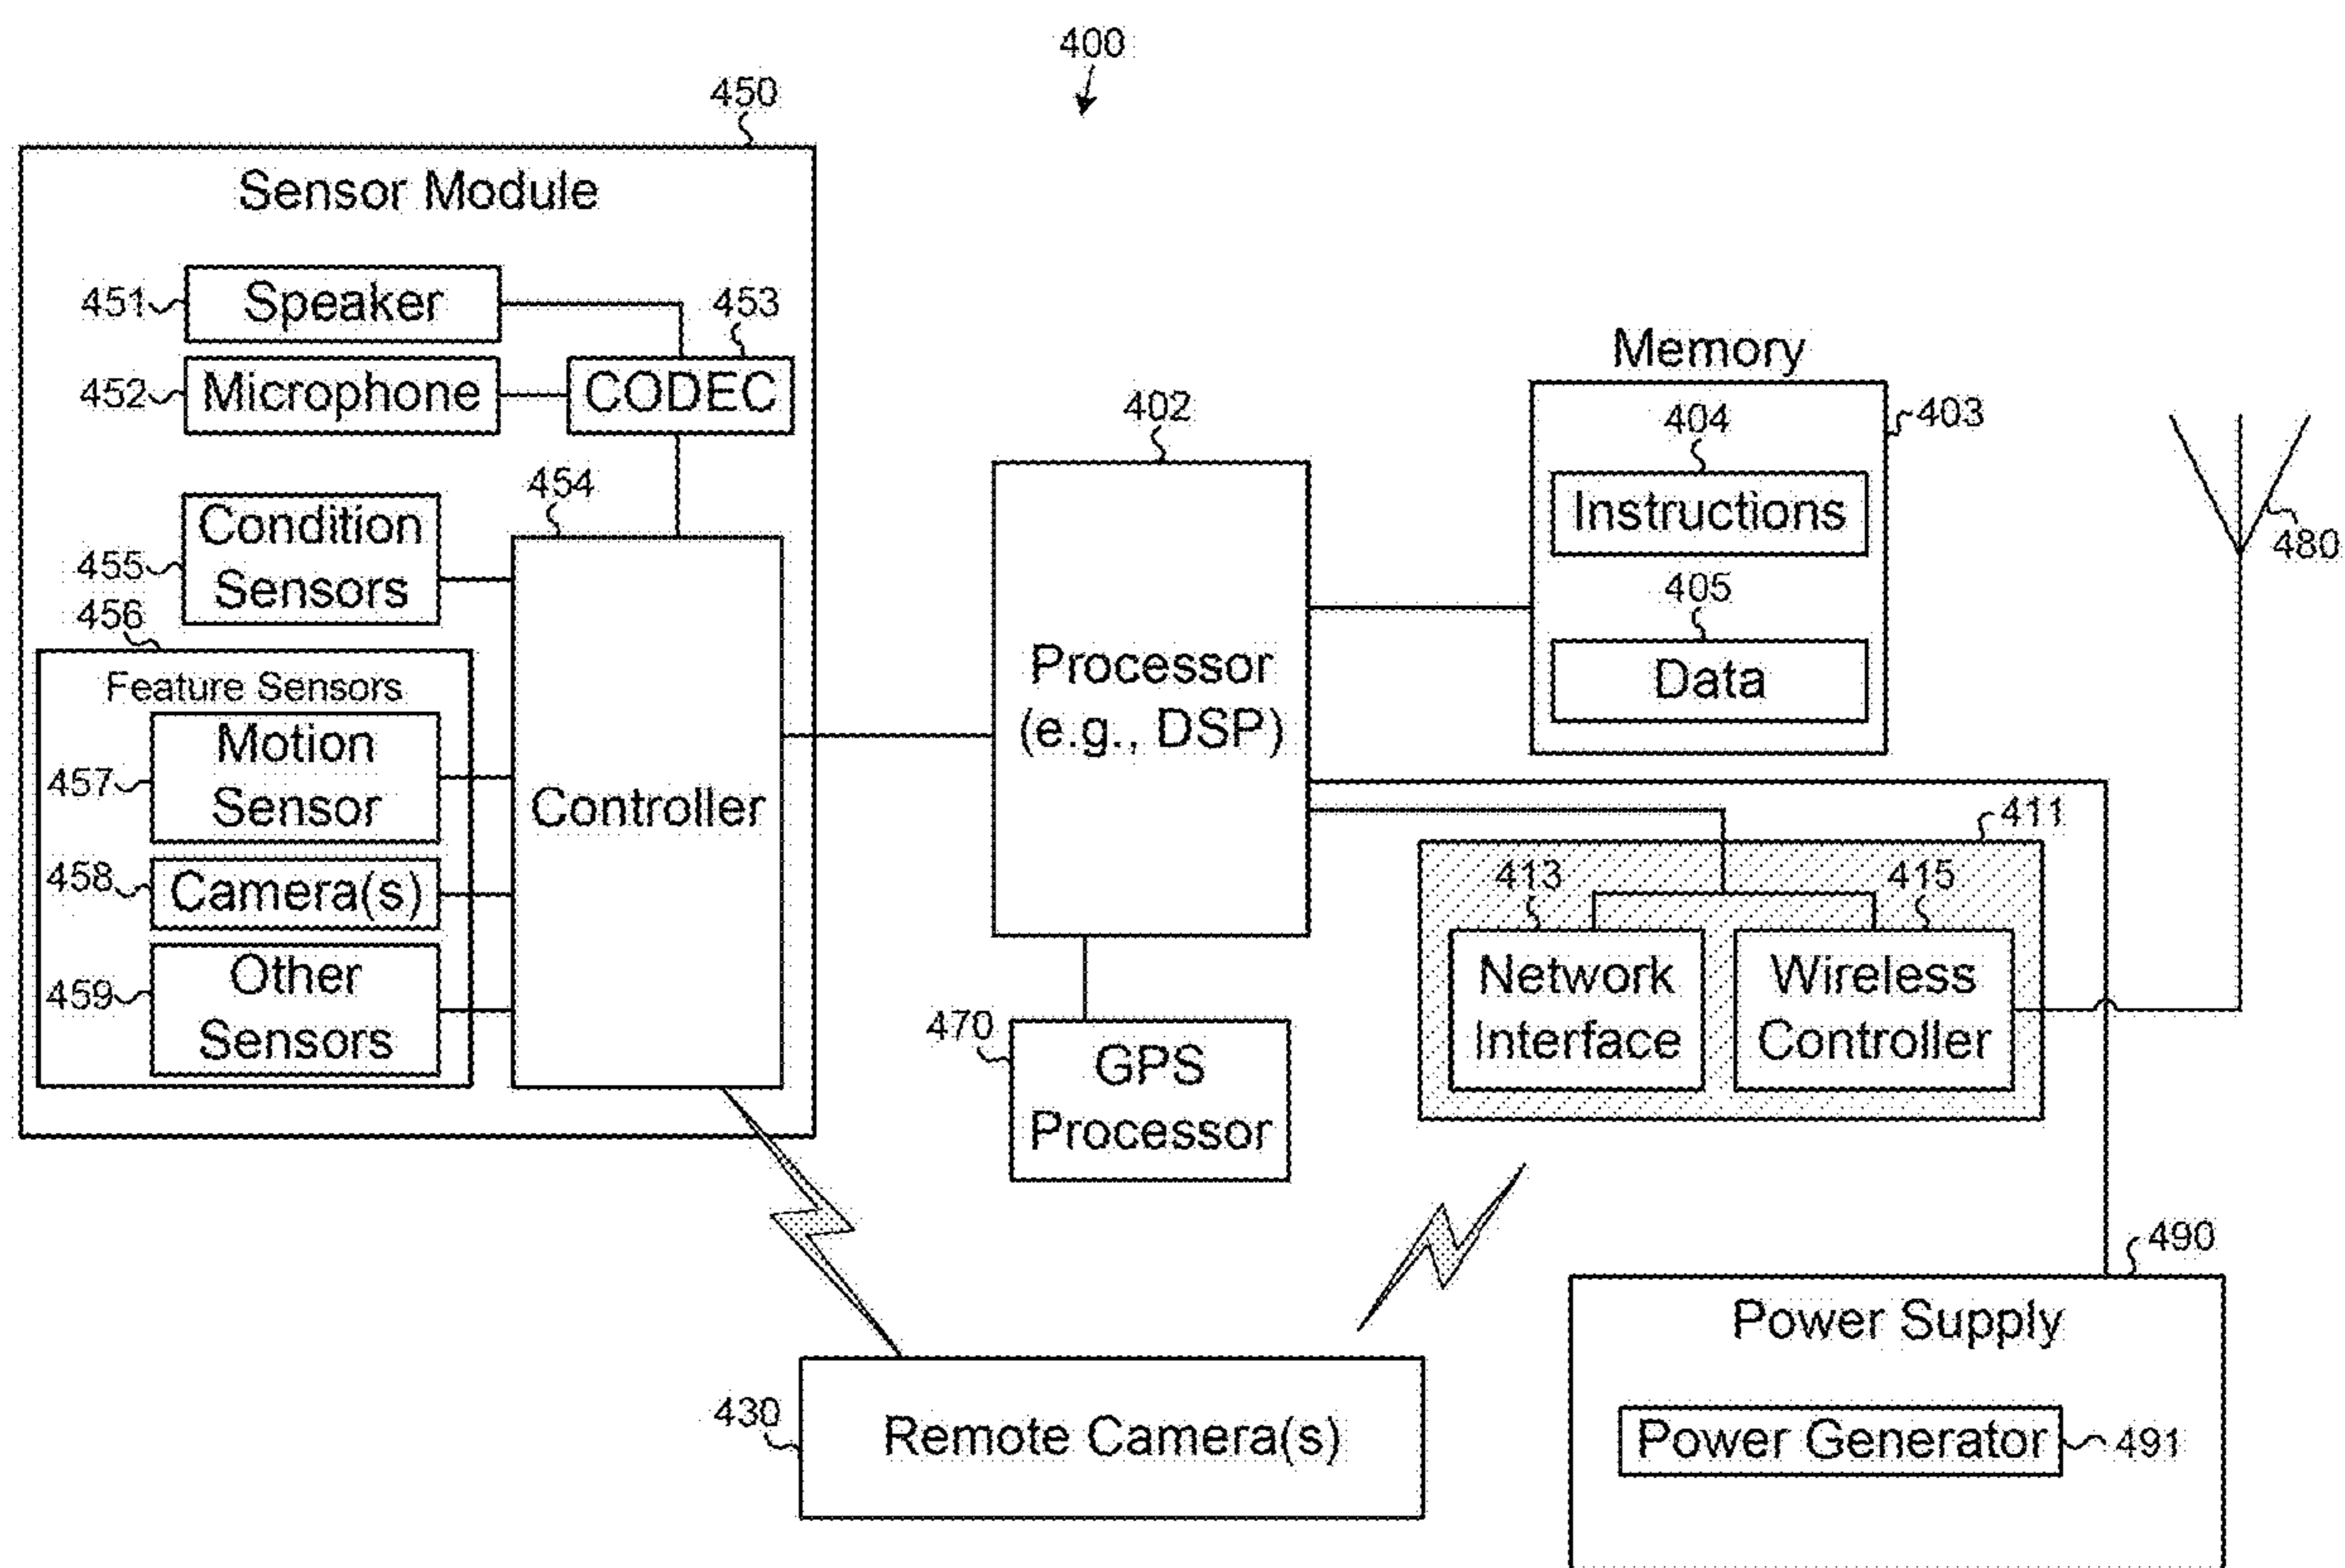 400
450
Sensor Module
451
Speaker
453
452
Microphone
CODEC
454
Condition
Sensors
455
456
Feature Sensors
Motion
Sensor
457
458
Camera(s)
459
Other
Sensors
Controller
402
Processor
(e.g., DSP)
Memory
403
404
Instructions
405
Data
480
411
413
415
Network
Interface
Wireless
Controller
470
GPS
Processor
430
Remote Camera(s)
490
Power Supply
Power Generator
491